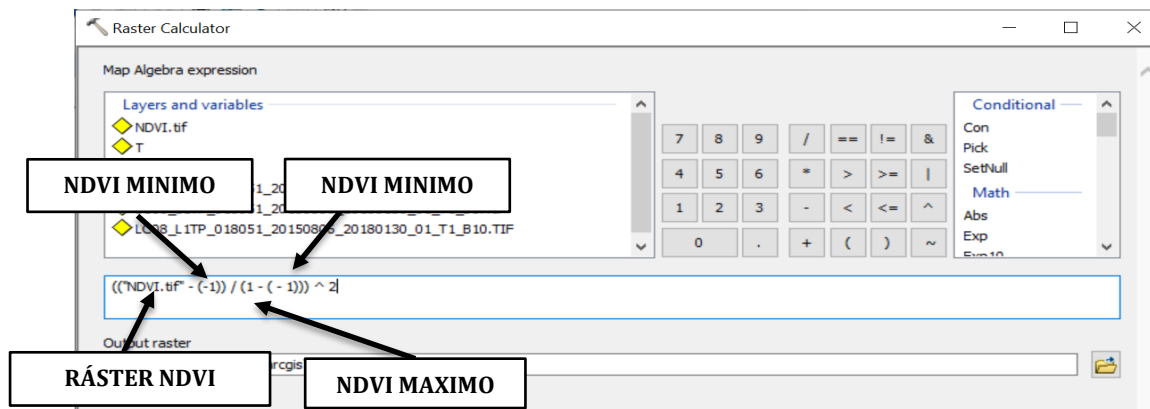 Raster Calculator
Map Algebra expression
Layers and variables
NDVI.tif
T
NDVI MINIMO
NDVI MINIMO
LC08_L1TP_018051_20150805_20180130_01_T1_B10.TIF
7 8 9 / == != &
4 5 6 * > >= |
1 2 3 - < <= ^
0 . + ( ) ~
Conditional
Con
Pick
SetNull
Math
Abs
Exp
Exp10
(("NDVI.tif" - (-1)) / (1 - ( - 1))) ^ 2
Output raster
arcgis
RÁSTER NDVI
NDVI MAXIMO